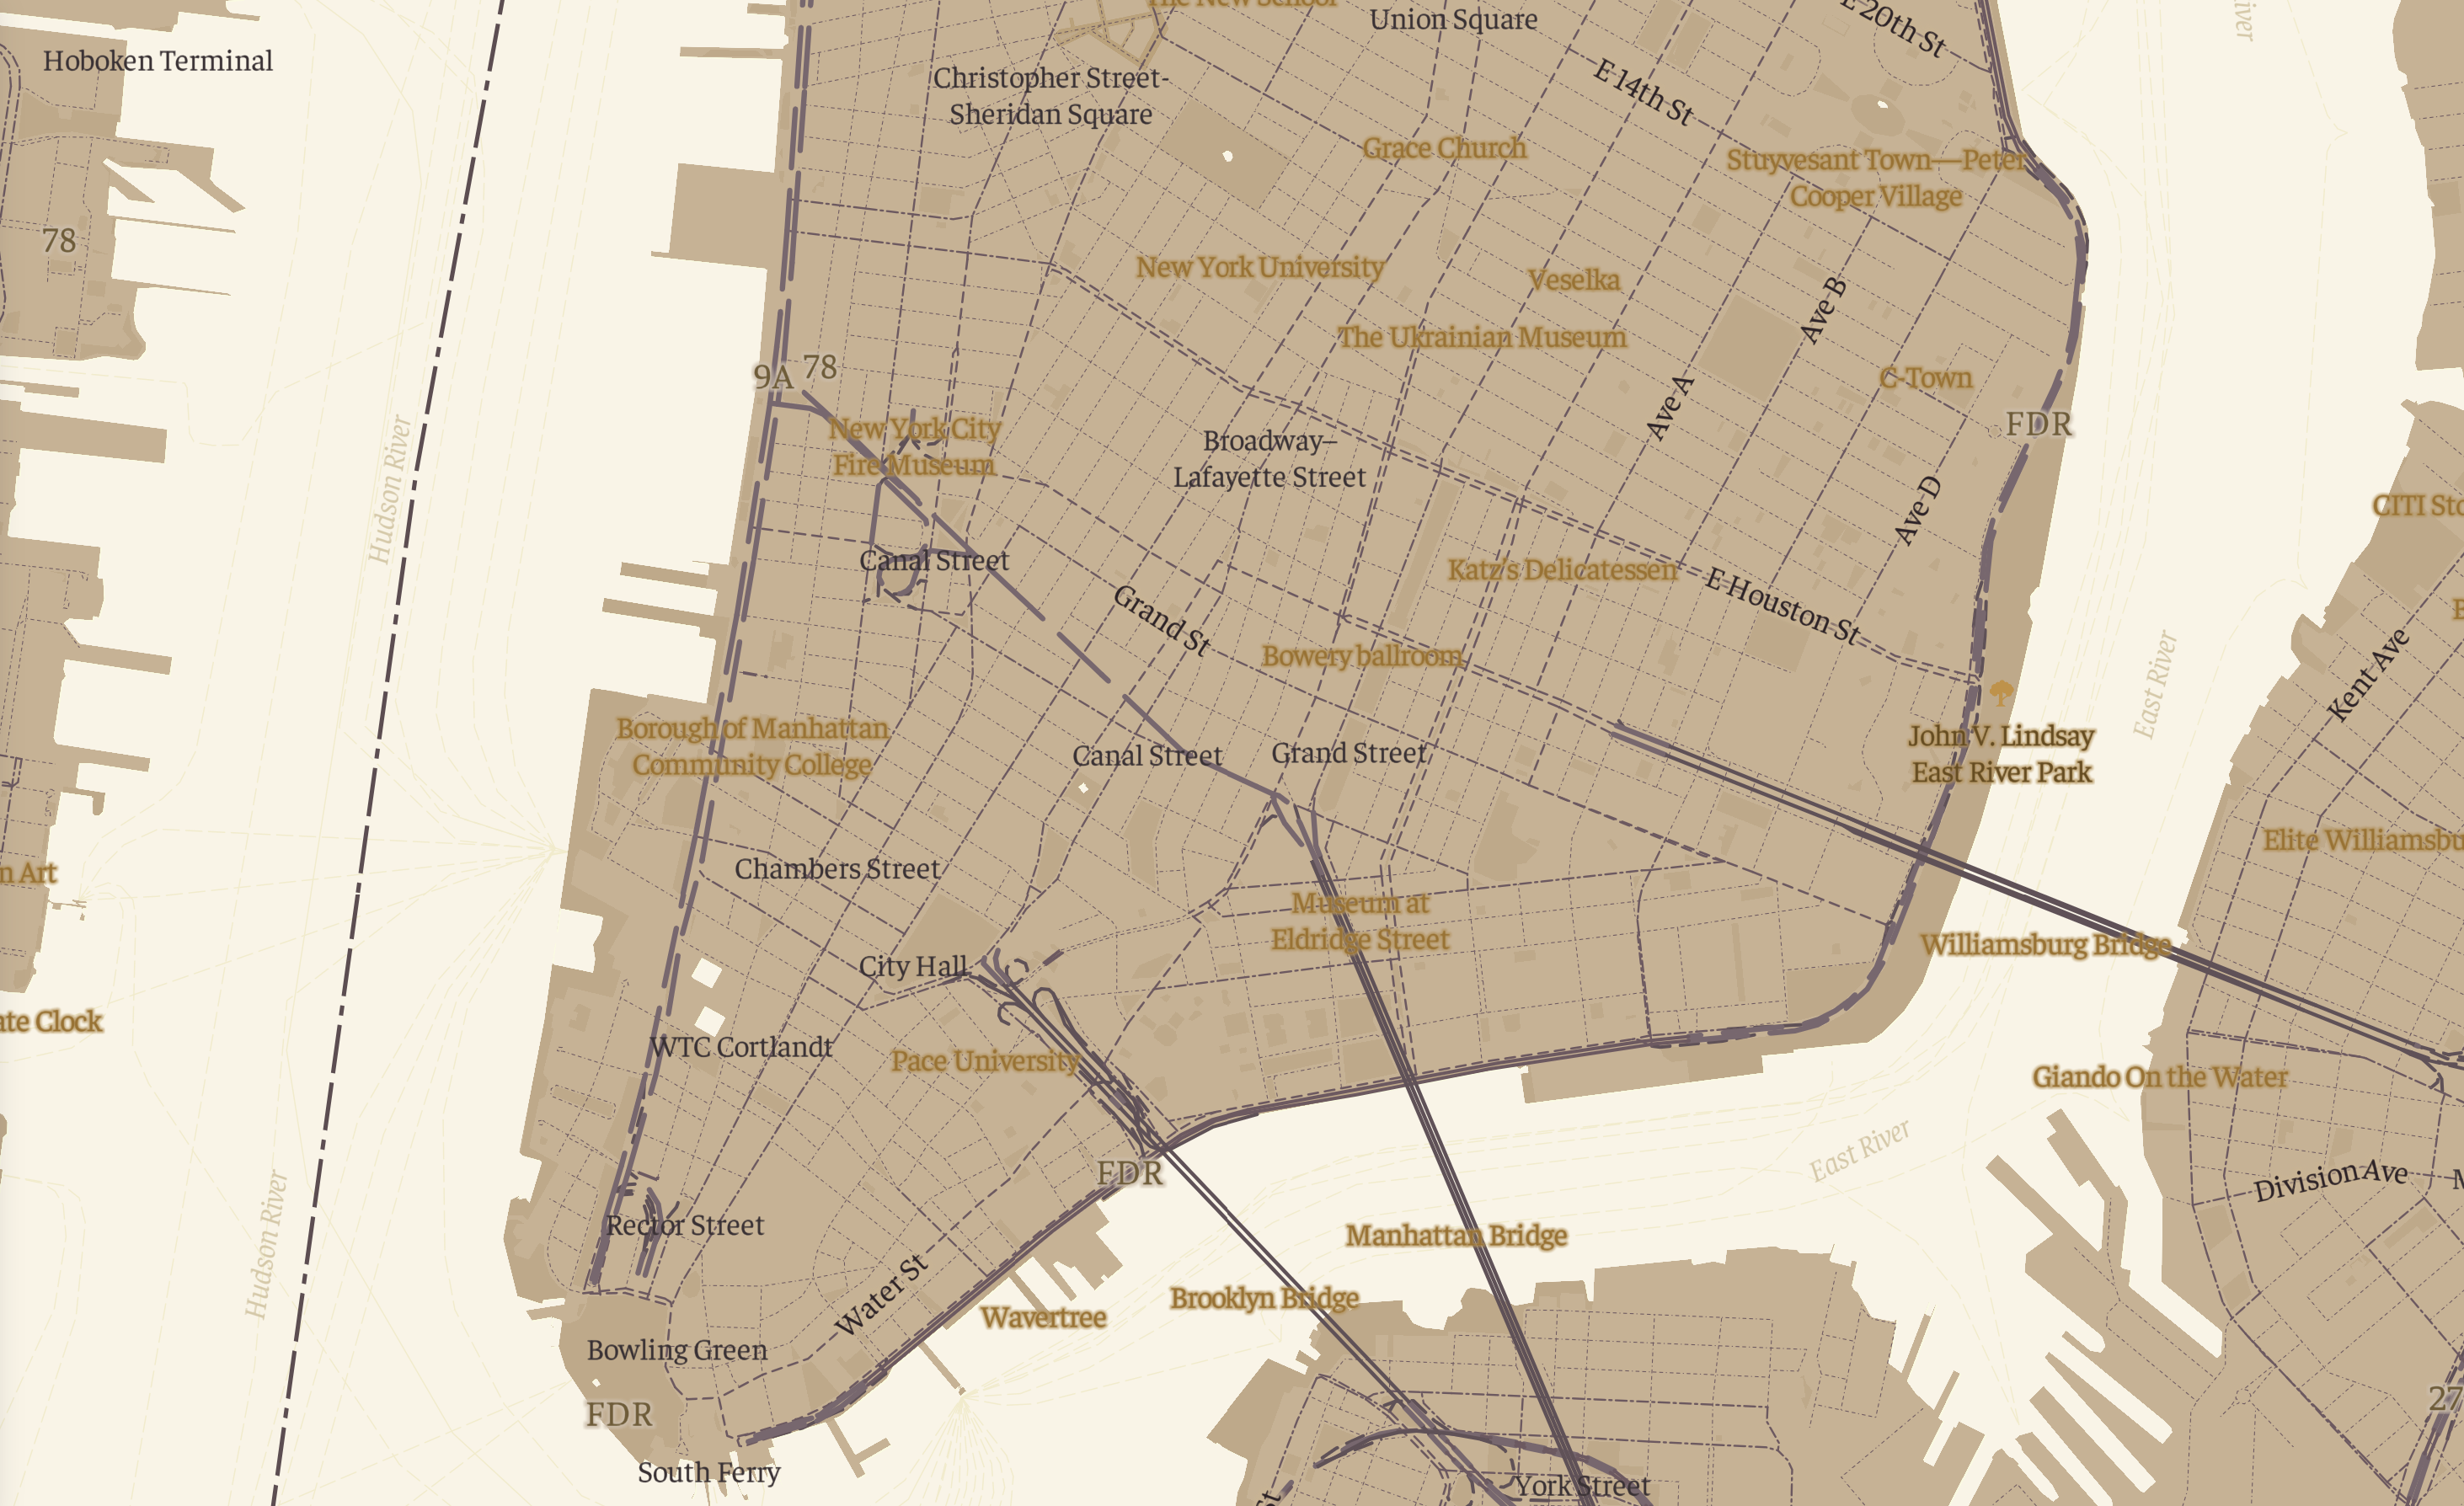 The New School
Union Square
E 20th St
Hoboken Terminal
Christopher Street-
Sheridan Square
E 14th St
Grace Church
Stuyvesant Town—Peter
Cooper Village
78
New York University
Veselka
Ave B
The Ukrainian Museum
9A
78
C-Town
Ave A
FDR
New York City
Fire Museum
Broadway–
Lafayette Street
Hudson River
Ave D
CITI Sto
Canal Street
Katz's Delicatessen
E Houston St
Grand St
Bowery ballroom
Kent Ave
East River
Borough of Manhattan
Community College
Canal Street
Grand Street
John V. Lindsay
East River Park
Elite Williamsbu
Chambers Street
n Art
Museum at
Eldridge Street
Williamsburg Bridge
City Hall
ate Clock
WTC Cortlandt
Pace University
Giando On the Water
East River
FDR
Division Ave
Hudson River
Rector Street
Manhattan Bridge
Water St
Brooklyn Bridge
Wavertree
Bowling Green
FDR
27
South Ferry
York Street
St